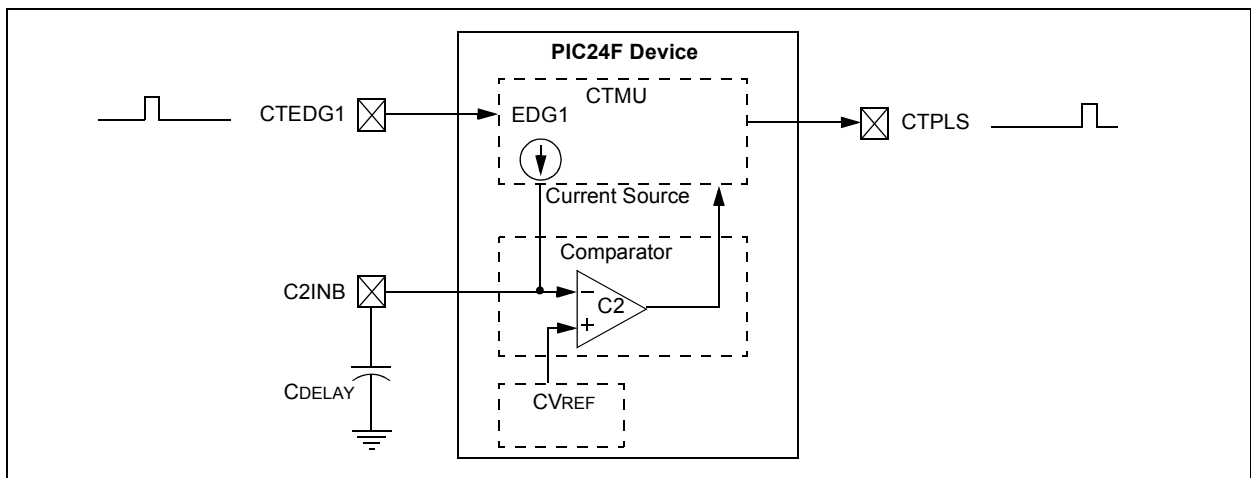 PIC24F Device
CTMU
CTEDG1
EDG1
CTPLS
Current Source
Comparator
C2INB
−
C2
+
CDELAY
CVREF